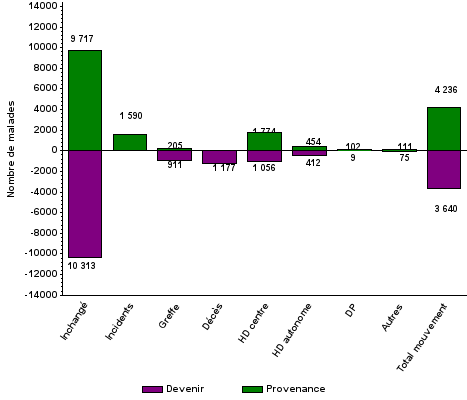 14000
12000
10000
8000
6000
4000
2000
0
-2000
-4000
-6000
-8000
-10000
-12000
-14000
Nombre de malades
9 717
10 313
1 590
205
911
1 177
1 774
1 056
454
412
102
9
111
75
4 236
3 640
Inchangé
Incidents
Greffe
Décès
HD centre
HD autonome
DP
Autres
Total mouvement
Devenir
Provenance